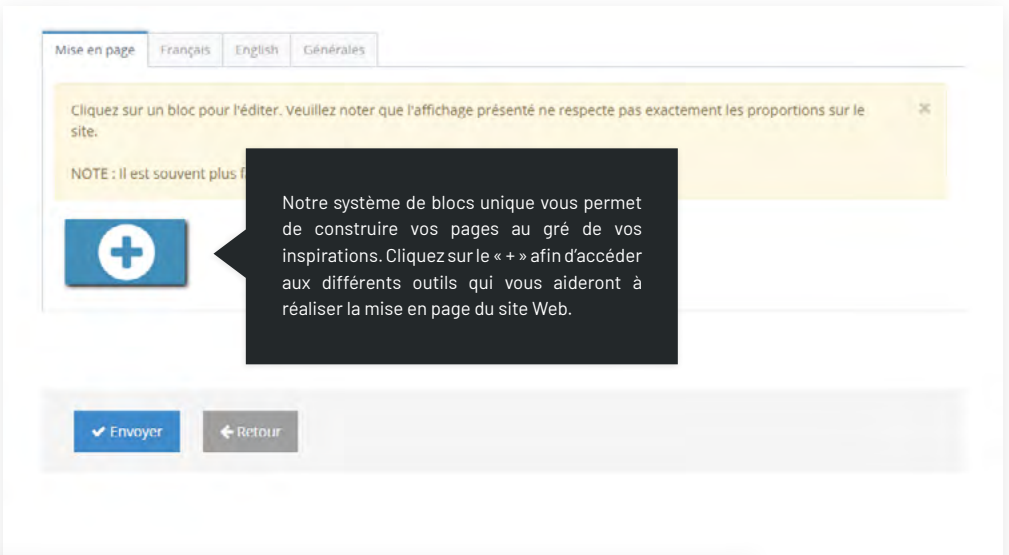 Mise en page Français English Générales
Cliquez sur un bloc pour l'éditer. Veuillez noter que l'affichage présenté ne respecte pas exactement les proportions sur le ×
site.
NOTE : Il est souvent plus
Notre système de blocs unique vous permet
de construire vos pages au gré de vos
inspirations. Cliquez sur le « + » afin d’accéder
aux différents outils qui vous aideront à
réaliser la mise en page du site Web.
Envoyer Retour